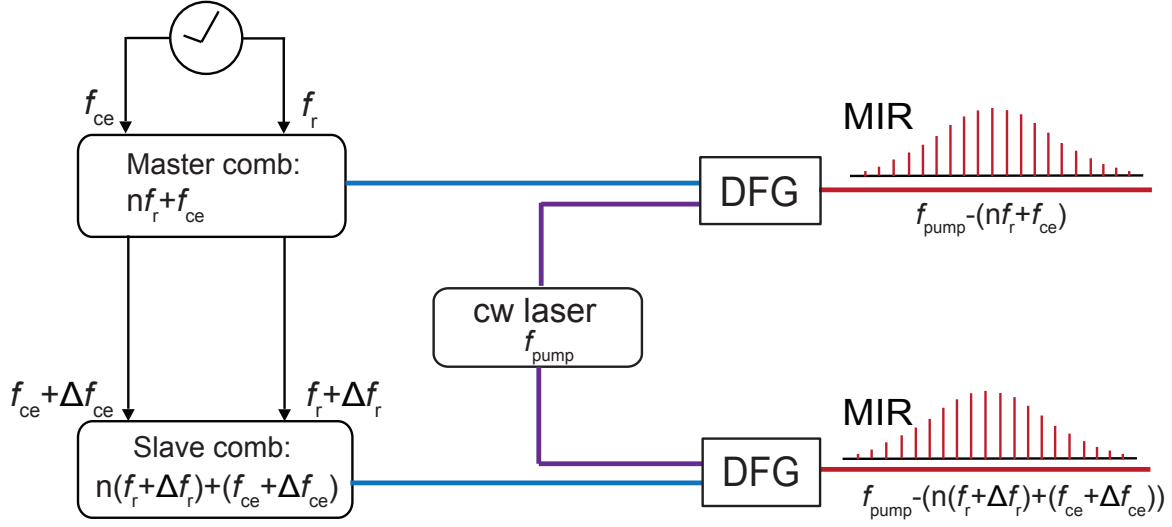 f_ce
f_r
Master comb:
nf_r+f_ce
DFG
MIR
f_pump-(nf_r+f_ce)
cw laser
f_pump
f_ce+Δf_ce
f_r+Δf_r
Slave comb:
n(f_r+Δf_r)+(f_ce+Δf_ce)
DFG
MIR
f_pump-(n(f_r+Δf_r)+(f_ce+Δf_ce))